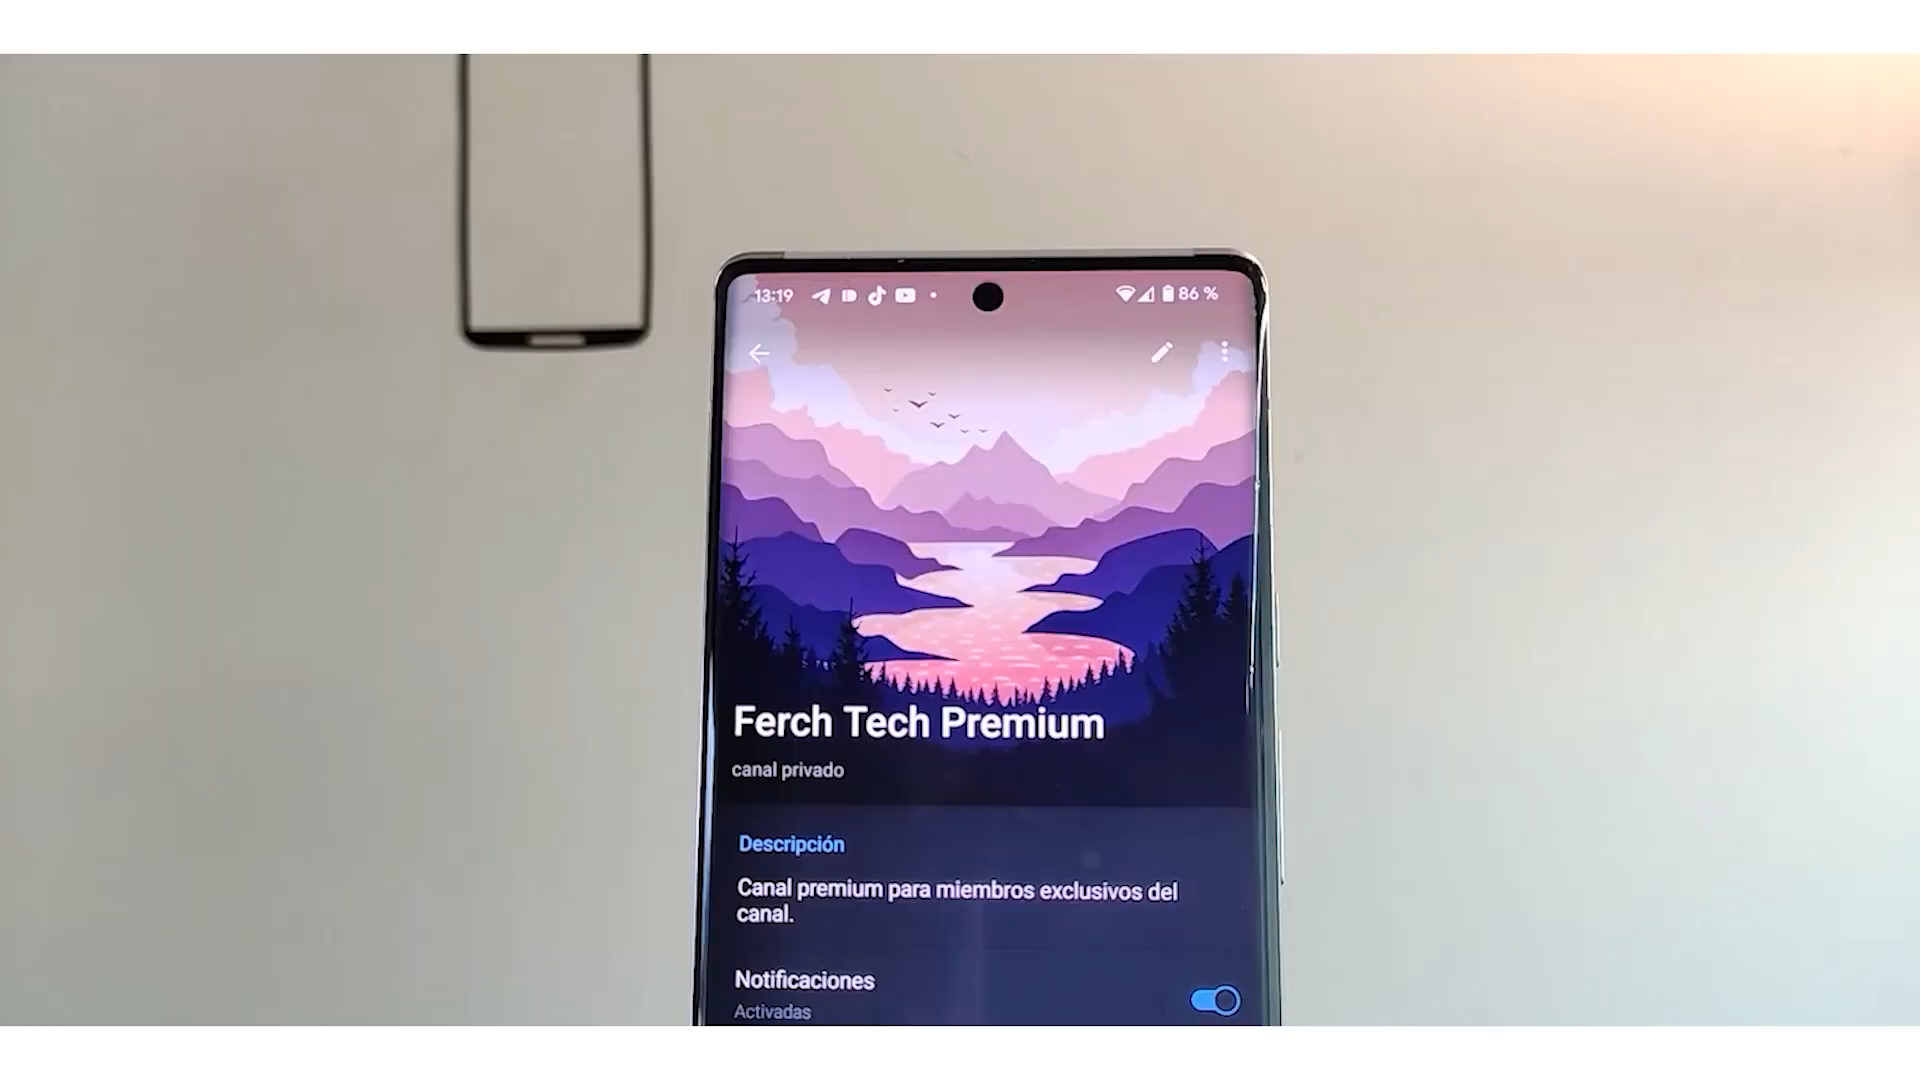 13:19
86 %
Ferch Tech Premium
canal privado
Descripción
Canal premium para miembros exclusivos del
canal.
Notificaciones
Activadas